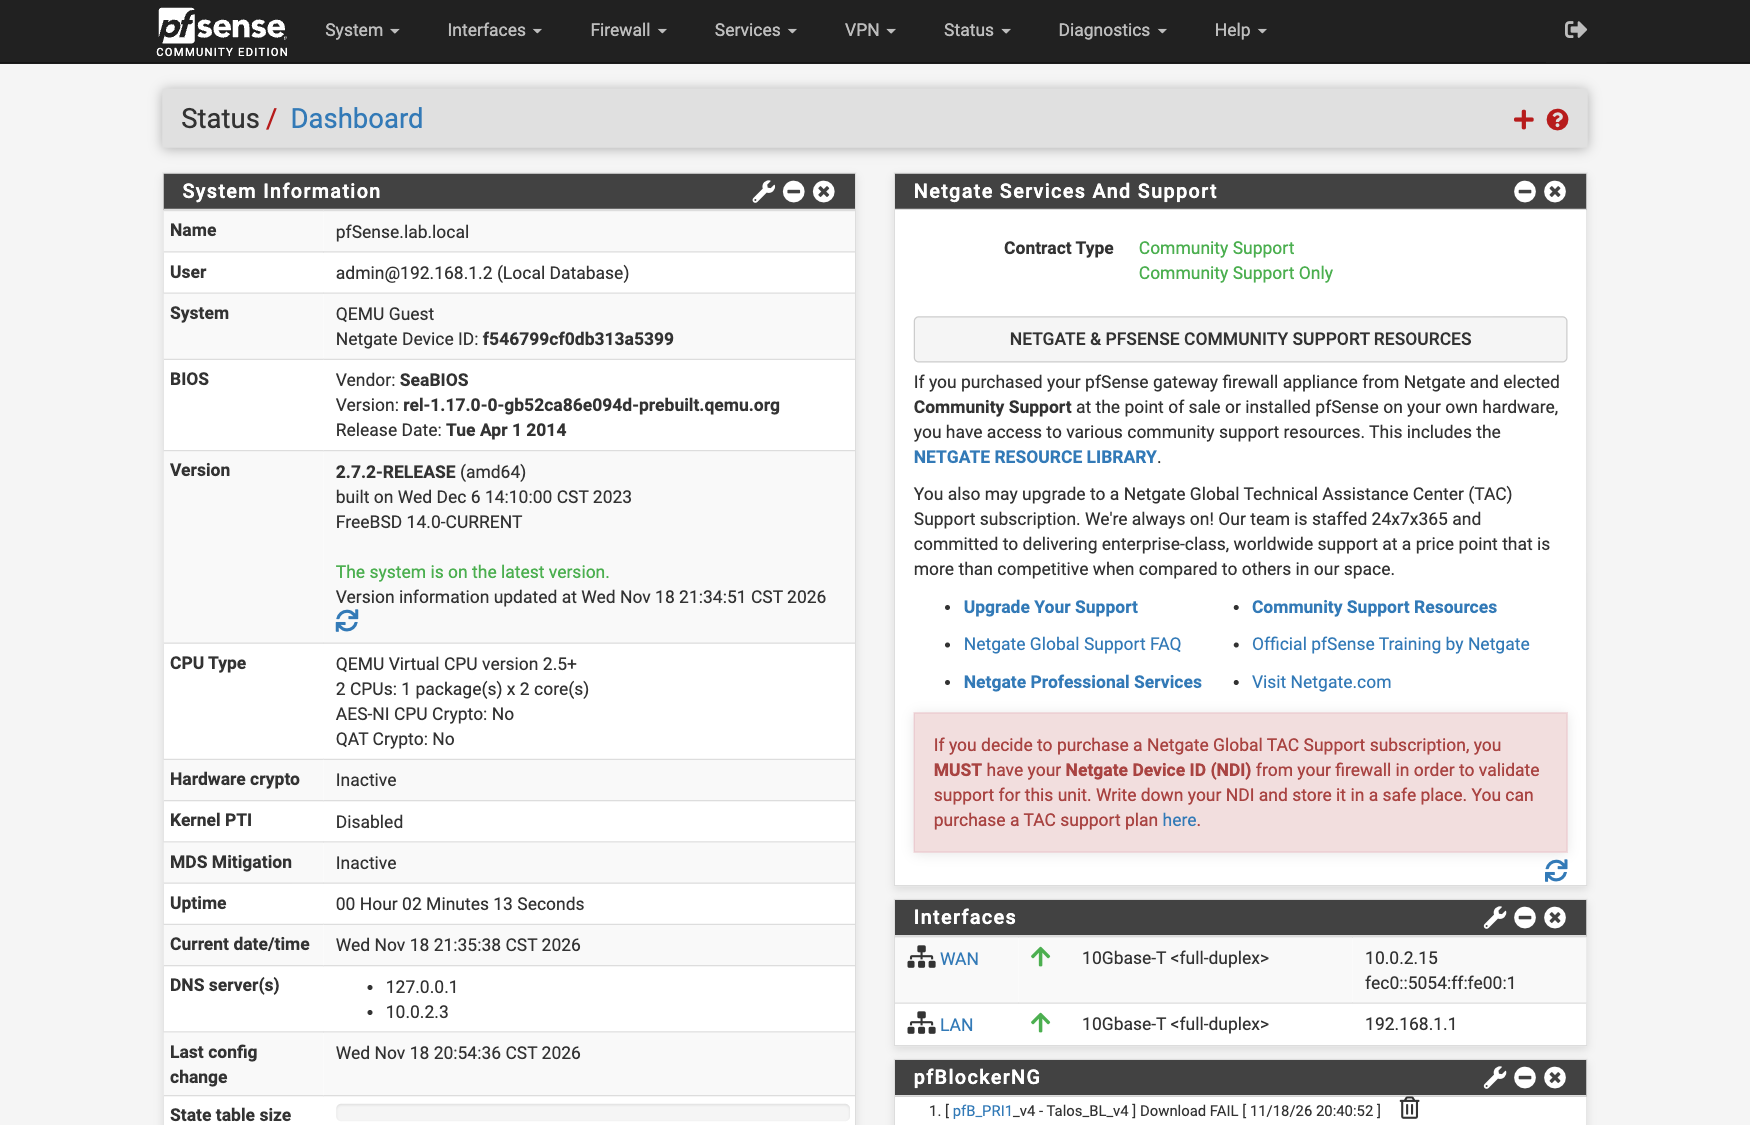 pfsense
COMMUNITY EDITION
System
Interfaces
Firewall
Services
VPN
Status
Diagnostics
Help
Status / Dashboard
System Information
Name
pfSense.lab.local
User
admin@192.168.1.2 (Local Database)
System
QEMU Guest
Netgate Device ID: f546799cf0db313a5399
BIOS
Vendor: SeaBIOS
Version: rel-1.17.0-0-gb52ca86e094d-prebuilt.qemu.org
Release Date: Tue Apr 1 2014
Version
2.7.2-RELEASE (amd64)
built on Wed Dec 6 14:10:00 CST 2023
FreeBSD 14.0-CURRENT
The system is on the latest version.
Version information updated at Wed Nov 18 21:34:51 CST 2026
CPU Type
QEMU Virtual CPU version 2.5+
2 CPUs: 1 package(s) x 2 core(s)
AES-NI CPU Crypto: No
QAT Crypto: No
Hardware crypto
Inactive
Kernel PTI
Disabled
MDS Mitigation
Inactive
Uptime
00 Hour 02 Minutes 13 Seconds
Current date/time
Wed Nov 18 21:35:38 CST 2026
DNS server(s)
• 127.0.0.1
• 10.0.2.3
Last config
change
Wed Nov 18 20:54:36 CST 2026
State table size
Netgate Services And Support
Contract Type
Community Support
Community Support Only
NETGATE & PFSENSE COMMUNITY SUPPORT RESOURCES
If you purchased your pfSense gateway firewall appliance from Netgate and elected
Community Support at the point of sale or installed pfSense on your own hardware,
you have access to various community support resources. This includes the
NETGATE RESOURCE LIBRARY.
You also may upgrade to a Netgate Global Technical Assistance Center (TAC)
Support subscription. We're always on! Our team is staffed 24x7x365 and
committed to delivering enterprise-class, worldwide support at a price point that is
more than competitive when compared to others in our space.
• Upgrade Your Support
• Community Support Resources
• Netgate Global Support FAQ
• Official pfSense Training by Netgate
• Netgate Professional Services
• Visit Netgate.com
If you decide to purchase a Netgate Global TAC Support subscription, you
MUST have your Netgate Device ID (NDI) from your firewall in order to validate
support for this unit. Write down your NDI and store it in a safe place. You can
purchase a TAC support plan here.
Interfaces
WAN
10Gbase-T <full-duplex>
10.0.2.15
fec0::5054:ff:fe00:1
LAN
10Gbase-T <full-duplex>
192.168.1.1
pfBlockerNG
1. [ pfB_PRI1_v4 - Talos_BL_v4 ] Download FAIL [ 11/18/26 20:40:52 ]